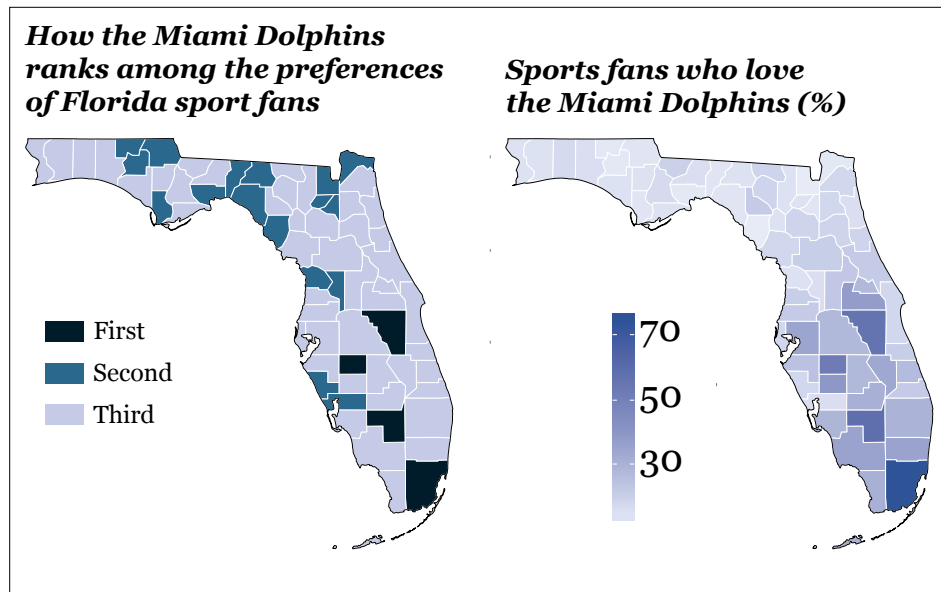 How the Miami Dolphins
ranks among the preferences
of Florida sport fans
First
Second
Third
Sports fans who love
the Miami Dolphins (%)
70
50
30